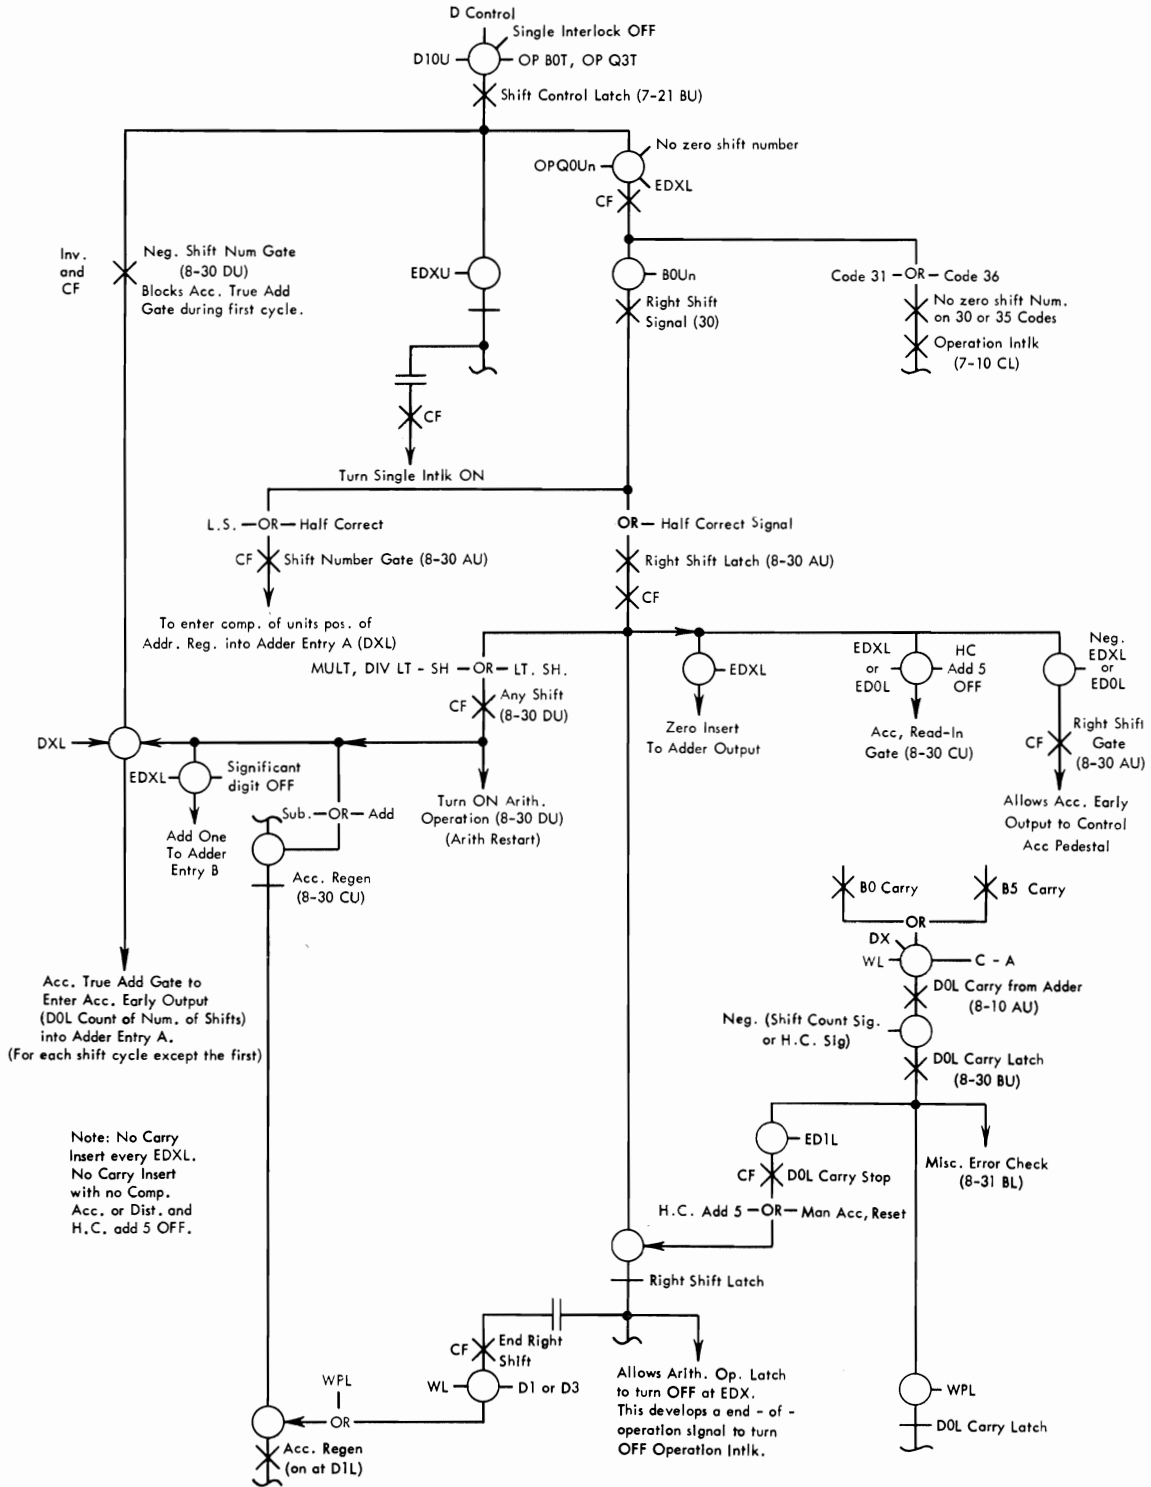 D Control
Single Interlock OFF
D10U
OP B0T, OP Q3T
Shift Control Latch (7-21 BU)
No zero shift number
OPQ0Un
EDXL
CF
Inv.
and
CF
Neg. Shift Num Gate
(8-30 DU)
Blocks Acc. True Add
Gate during first cycle.
EDXU
B0Un
Code 31 OR Code 36
Right Shift
Signal (30)
No zero shift Num.
on 30 or 35 Codes
Operation Intlk
(7-10 CL)
CF
Turn Single Intlk ON
L.S. OR Half Correct
OR Half Correct Signal
CF
Shift Number Gate (8-30 AU)
Right Shift Latch (8-30 AU)
CF
To enter comp. of units pos. of
Addr. Reg. into Adder Entry A (DXL)
MULT, DIV LT - SH OR LT. SH.
EDXL
EDXL
or
ED0L
HC
Add 5
OFF
Neg.
EDXL
or
ED0L
CF
Any Shift
(8-30 DU)
Zero Insert
To Adder Output
Acc, Read-In
Gate (8-30 CU)
CF
Right Shift
Gate
(8-30 AU)
DXL
EDXL
Significant
digit OFF
Turn ON Arith.
Operation (8-30 DU)
(Arith Restart)
Allows Acc. Early
Output to Control
Acc Pedestal
Sub. OR Add
Add One
To Adder
Entry B
Acc. Regen
(8-30 CU)
B0 Carry
B5 Carry
OR
DX
WL
C - A
D0L Carry from Adder
(8-10 AU)
Acc. True Add Gate to
Enter Acc. Early Output
(D0L Count of Num. of Shifts)
into Adder Entry A.
(For each shift cycle except the first)
Neg. (Shift Count Sig.
or H.C. Sig)
D0L Carry Latch
(8-30 BU)
Note: No Carry
Insert every EDXL.
No Carry Insert
with no Comp.
Acc. or Dist. and
H.C. add 5 OFF.
ED1L
CF
D0L Carry Stop
Misc. Error Check
(8-31 BL)
H.C. Add 5 OR Man Acc, Reset
Right Shift Latch
CF
End Right
Shift
WL
D1 or D3
Allows Arith. Op. Latch
to turn OFF at EDX.
This develops a end - of -
operation signal to turn
OFF Operation Intlk.
WPL
OR
WPL
D0L Carry Latch
Acc. Regen
(on at D1L)